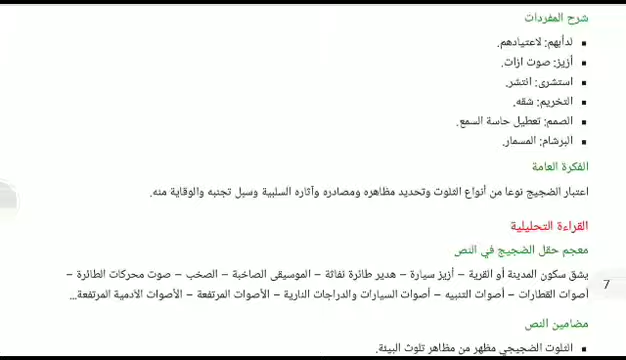 شرح المفردات
▪ لدأبهم: لاعتيادهم.
▪ أزيز: صوت ازات.
▪ استشرى: انتشر.
▪ التخريم: شقه.
▪ الصمم: تعطيل حاسة السمع.
▪ البرشام: المسمار.
الفكرة العامة
اعتبار الضجيج نوعا من أنواع التلوث وتحديد مظاهره ومصادره وآثاره السلبية وسبل تجنبه والوقاية منه.
القراءة التحليلية
معجم حقل الضجيج في النص
يشق سكون المدينة أو القرية – أزيز سيارة – هدير طائرة نفاثة – الموسيقى الصاخبة – الصخب – صوت محركات الطائرة –
أصوات القطارات – أصوات التنبيه – أصوات السيارات والدراجات النارية – الأصوات المرتفعة – الأصوات الآدمية المرتفعة...
7
مضامين النص
▪ التلوث الضجيجي مظهر من مظاهر تلوث البيئة.